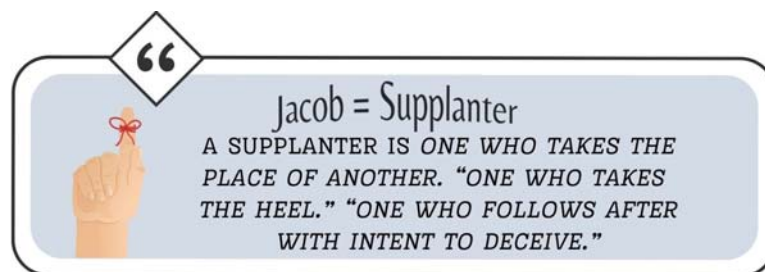 “
Jacob = Supplanter
A SUPPLANTER IS ONE WHO TAKES THE
PLACE OF ANOTHER. “ONE WHO TAKES
THE HEEL.” “ONE WHO FOLLOWS AFTER
WITH INTENT TO DECEIVE.”